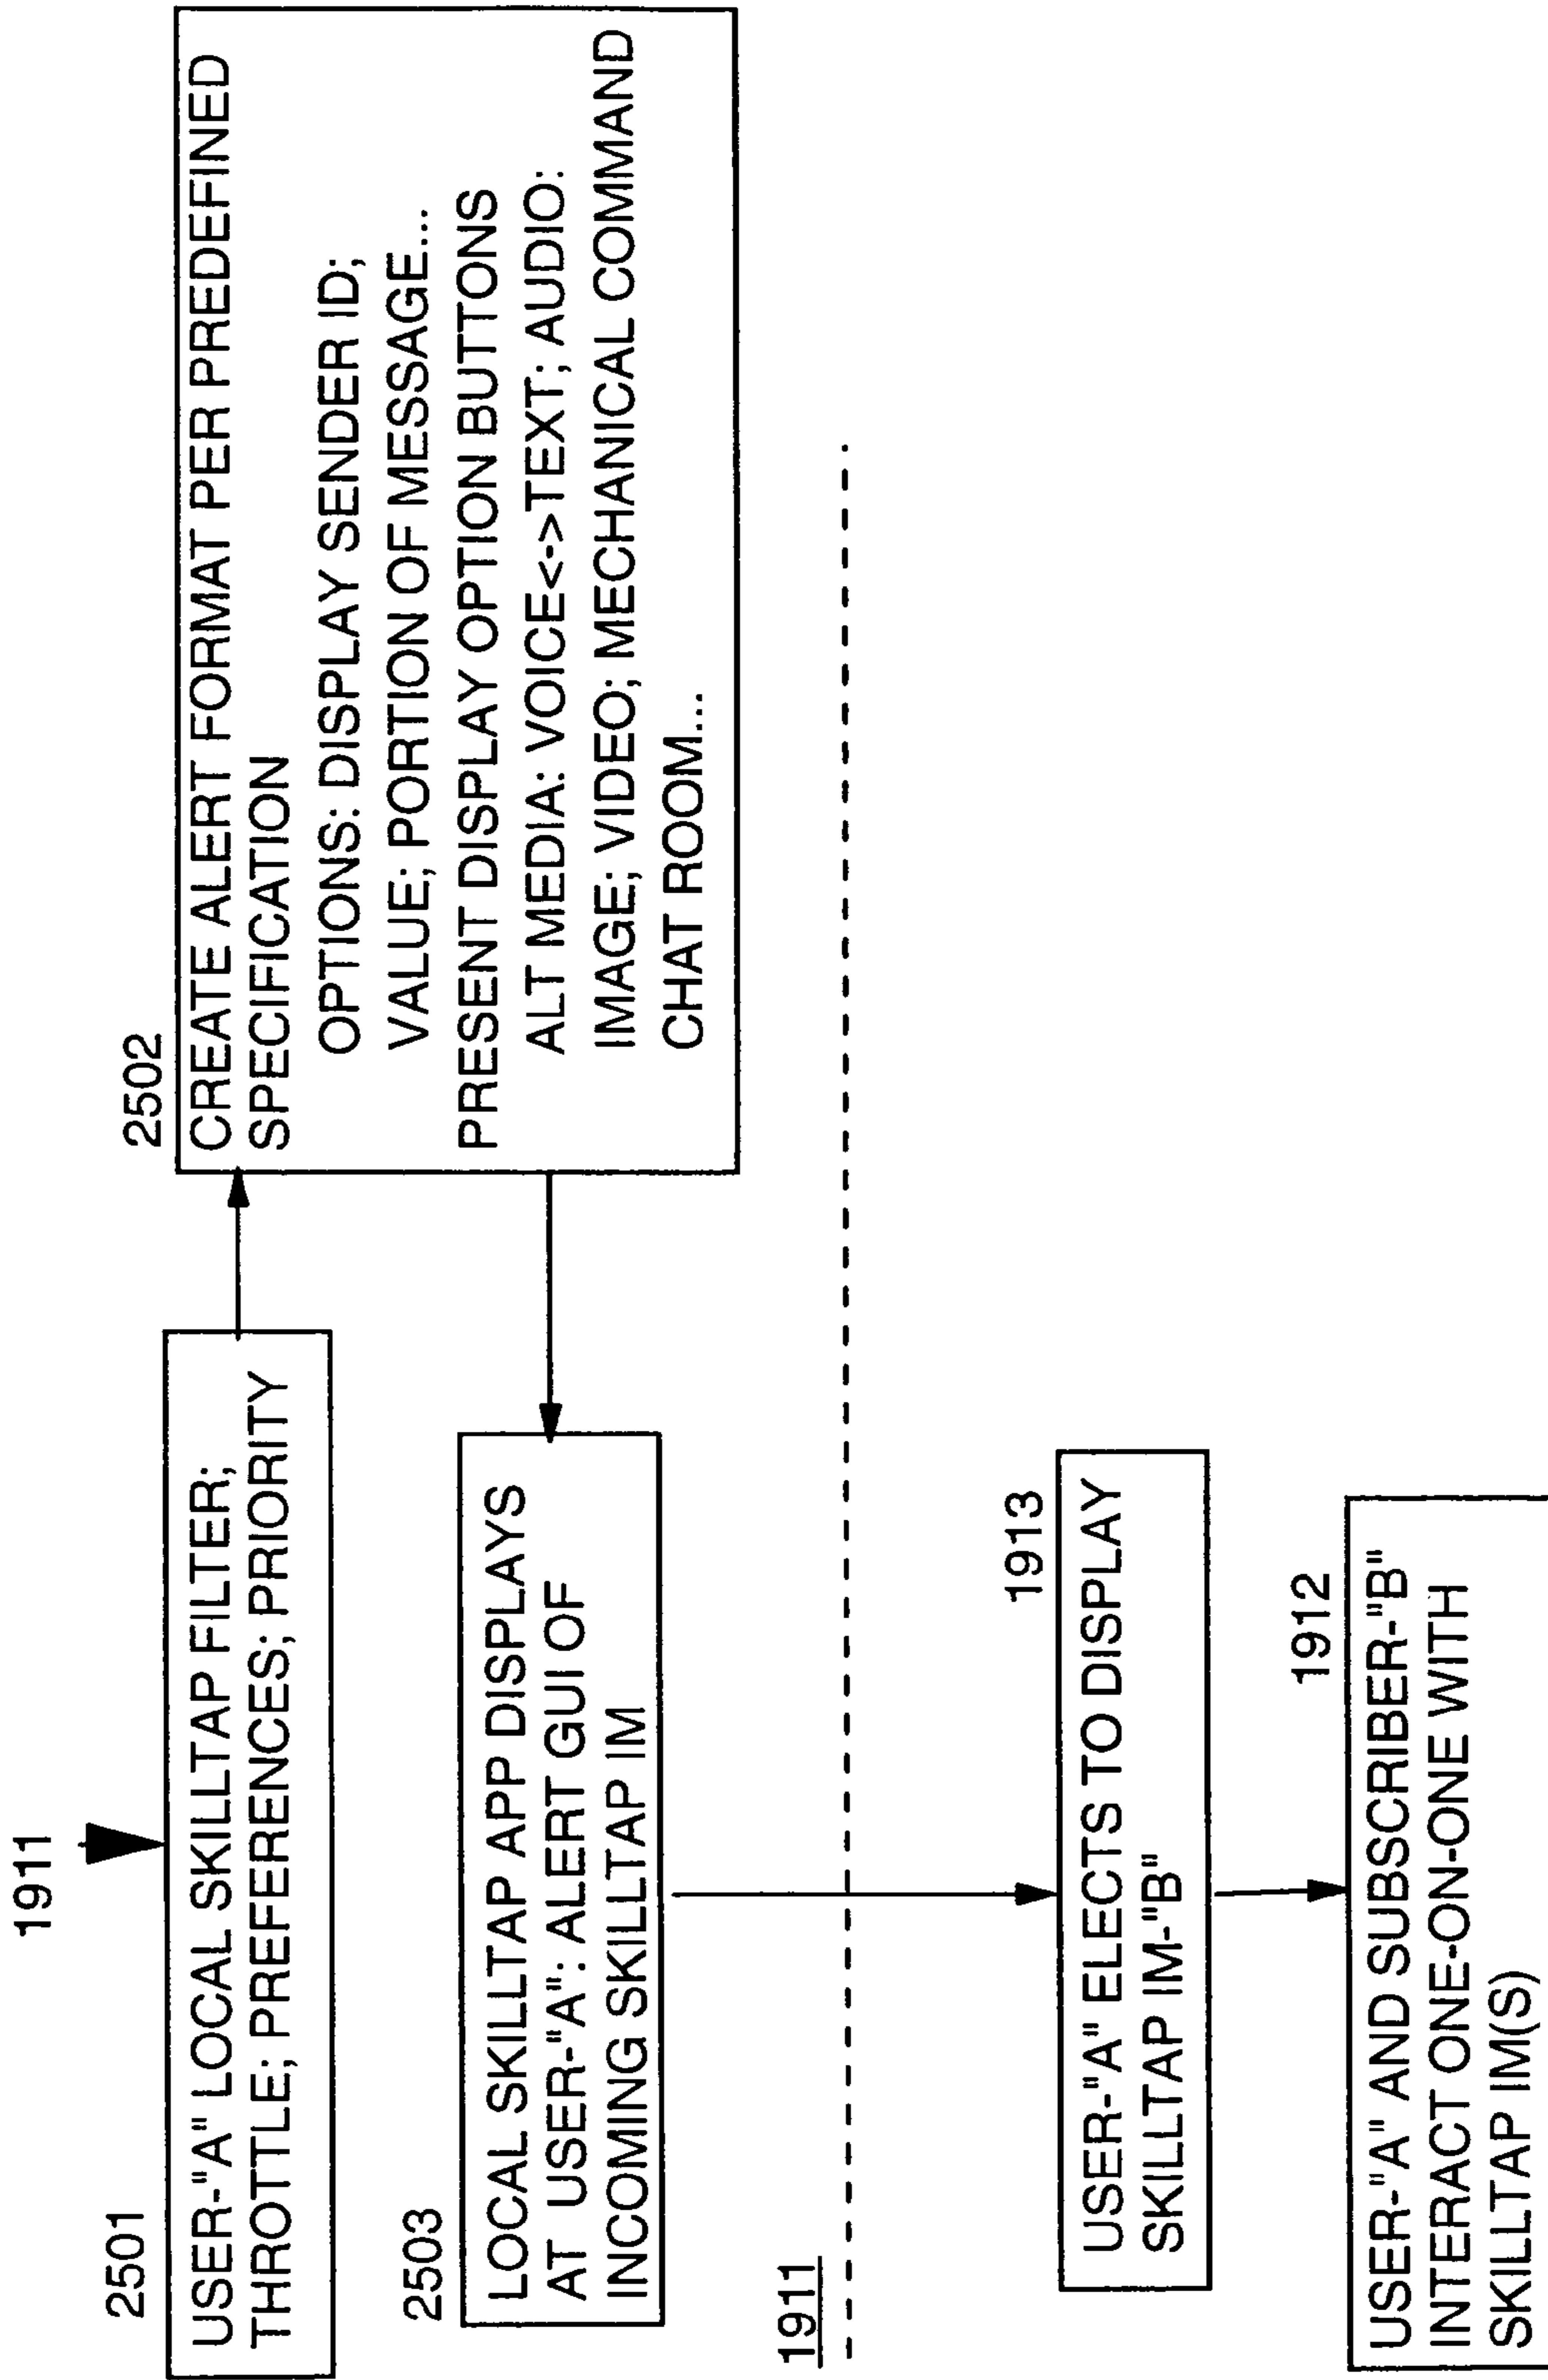 1911
2501
USER-"A" LOCAL SKILLTAP FILTER;
THROTTLE; PREFERENCES; PRIORITY
2502
CREATE ALERT FORMAT PER PREDEFINED
SPECIFICATION
OPTIONS: DISPLAY SENDER ID;
VALUE; PORTION OF MESSAGE...
PRESENT DISPLAY OPTION BUTTONS
ALT MEDIA: VOICE<->TEXT; AUDIO:
IMAGE; VIDEO; MECHANICAL COMMAND
CHAT ROOM...
2503
LOCAL SKILLTAP APP DISPLAYS
AT USER-"A": ALERT GUI OF
INCOMING SKILLTAP IM
1911
1913
USER-"A" ELECTS TO DISPLAY
SKILLTAP IM-"B"
1912
USER-"A" AND SUBSCRIBER-"B"
INTERACT ONE-ON-ONE WITH
SKILLTAP IM(S)